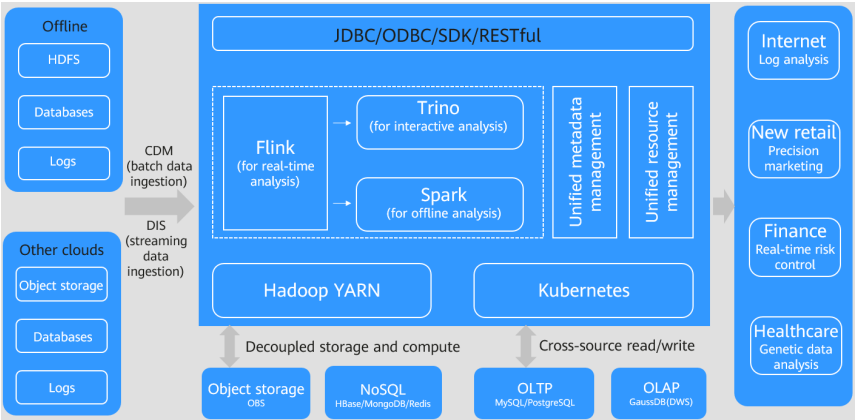 Offline
HDFS
Databases
Logs
Other clouds
Object storage
Databases
Logs
CDM
(batch data
ingestion)
DIS
(streaming
data
ingestion)
JDBC/ODBC/SDK/RESTful
Flink
(for real-time
analysis)
Trino
(for interactive analysis)
Spark
(for offline analysis)
Unified metadata
management
Unified resource
management
Hadoop YARN
Kubernetes
Decoupled storage and compute
Cross-source read/write
Object storage
OBS
NoSQL
HBase/MongoDB/Redis
OLTP
MySQL/PostgreSQL
OLAP
GaussDB(DWS)
Internet
Log analysis
New retail
Precision
marketing
Finance
Real-time risk
control
Healthcare
Genetic data
analysis